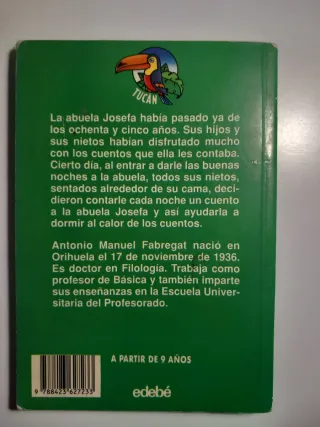 TUCÁN
La abuela Josefa había pasado ya de
los ochenta y cinco años. Sus hijos y
sus nietos habían disfrutado mucho
con los cuentos que ella les contaba.
Cierto día, al entrar a darle las buenas
noches a la abuela, todos sus nietos,
sentados alrededor de su cama, deci-
dieron contarle cada noche un cuento
a la abuela Josefa y así ayudarla a
dormir al calor de los cuentos.
Antonio Manuel Fabregat nació en
Orihuela el 17 de noviembre de 1936.
Es doctor en Filología. Trabaja como
profesor de Básica y también imparte
sus enseñanzas en la Escuela Univer-
sitaria del Profesorado.
A PARTIR DE 9 AÑOS
9 788423 627233
edebé